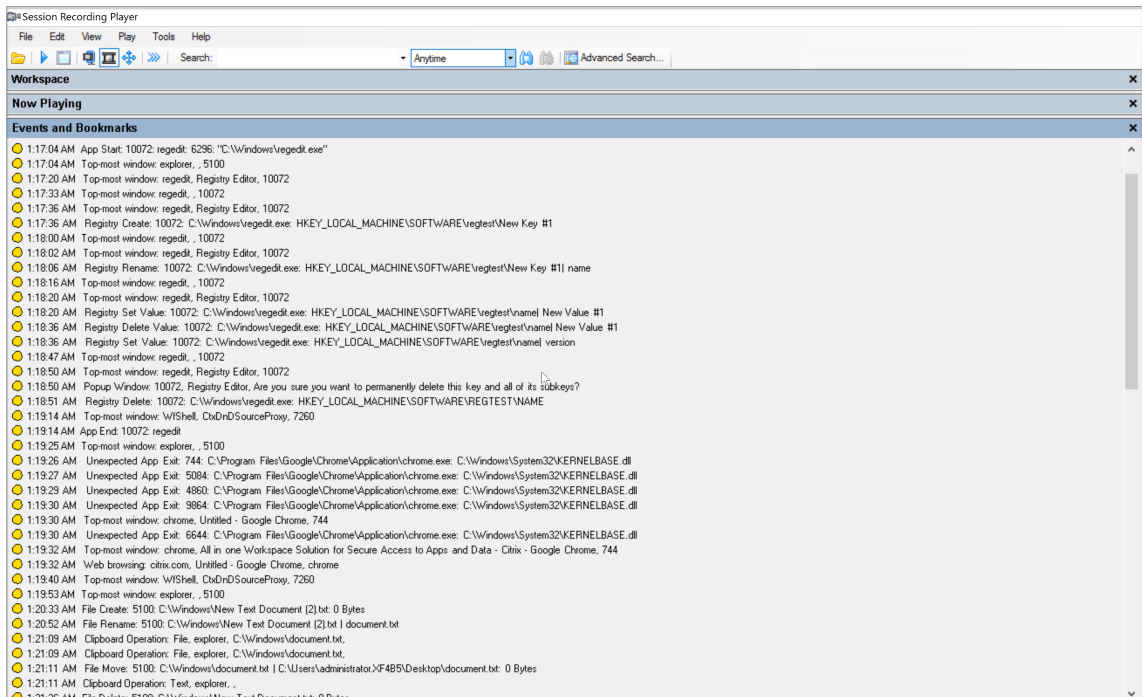 Session Recording Player
File Edit View Play Tools Help
Search: Anytime Advanced Search...
Workspace
Now Playing
Events and Bookmarks
1:17:04 AM App Start: 10072: regedit: 6296: "C:\Windows\regedit.exe"
1:17:04 AM Top-most window: explorer, , 5100
1:17:20 AM Top-most window: regedit, Registry Editor, 10072
1:17:33 AM Top-most window: regedit, , 10072
1:17:36 AM Top-most window: regedit, Registry Editor, 10072
1:17:36 AM Registry Create: 10072: C:\Windows\regedit.exe: HKEY_LOCAL_MACHINE\SOFTWARE\regtest\New Key #1
1:18:00 AM Top-most window: regedit, , 10072
1:18:02 AM Top-most window: regedit, Registry Editor, 10072
1:18:06 AM Registry Rename: 10072: C:\Windows\regedit.exe: HKEY_LOCAL_MACHINE\SOFTWARE\regtest\New Key #1| name
1:18:16 AM Top-most window: regedit, , 10072
1:18:20 AM Top-most window: regedit, Registry Editor, 10072
1:18:20 AM Registry Set Value: 10072: C:\Windows\regedit.exe: HKEY_LOCAL_MACHINE\SOFTWARE\regtest\name| New Value #1
1:18:36 AM Registry Delete Value: 10072: C:\Windows\regedit.exe: HKEY_LOCAL_MACHINE\SOFTWARE\regtest\name| New Value #1
1:18:36 AM Registry Set Value: 10072: C:\Windows\regedit.exe: HKEY_LOCAL_MACHINE\SOFTWARE\regtest\name| version
1:18:47 AM Top-most window: regedit, , 10072
1:18:50 AM Top-most window: regedit, Registry Editor, 10072
1:18:50 AM Popup Window: 10072, Registry Editor, Are you sure you want to permanently delete this key and all of its subkeys?
1:18:51 AM Registry Delete: 10072: C:\Windows\regedit.exe: HKEY_LOCAL_MACHINE\SOFTWARE\REGTEST\NAME
1:19:14 AM Top-most window: WfShell, CtxDnDSourceProxy, 7260
1:19:14 AM App End: 10072: regedit
1:19:25 AM Top-most window: explorer, , 5100
1:19:26 AM Unexpected App Exit: 744: C:\Program Files\Google\Chrome\Application\chrome.exe: C:\Windows\System32\KERNELBASE.dll
1:19:27 AM Unexpected App Exit: 5084: C:\Program Files\Google\Chrome\Application\chrome.exe: C:\Windows\System32\KERNELBASE.dll
1:19:29 AM Unexpected App Exit: 4860: C:\Program Files\Google\Chrome\Application\chrome.exe: C:\Windows\System32\KERNELBASE.dll
1:19:30 AM Unexpected App Exit: 9864: C:\Program Files\Google\Chrome\Application\chrome.exe: C:\Windows\System32\KERNELBASE.dll
1:19:30 AM Top-most window: chrome, Untitled - Google Chrome, 744
1:19:30 AM Unexpected App Exit: 6644: C:\Program Files\Google\Chrome\Application\chrome.exe: C:\Windows\System32\KERNELBASE.dll
1:19:32 AM Top-most window: chrome, All in one Workspace Solution for Secure Access to Apps and Data - Citrix - Google Chrome, 744
1:19:32 AM Web browsing: citrix.com, Untitled - Google Chrome, chrome
1:19:40 AM Top-most window: WfShell, CtxDnDSourceProxy, 7260
1:19:53 AM Top-most window: explorer, , 5100
1:20:33 AM File Create: 5100: C:\Windows\New Text Document (2).txt: 0 Bytes
1:20:52 AM File Rename: 5100: C:\Windows\New Text Document (2).txt | document.txt
1:21:09 AM Clipboard Operation: File, explorer, C:\Windows\document.txt,
1:21:09 AM Clipboard Operation: File, explorer, C:\Windows\document.txt,
1:21:11 AM File Move: 5100: C:\Windows\document.txt | C:\Users\administrator.XF4B5\Desktop\document.txt: 0 Bytes
1:21:11 AM Clipboard Operation: Text, explorer, ,